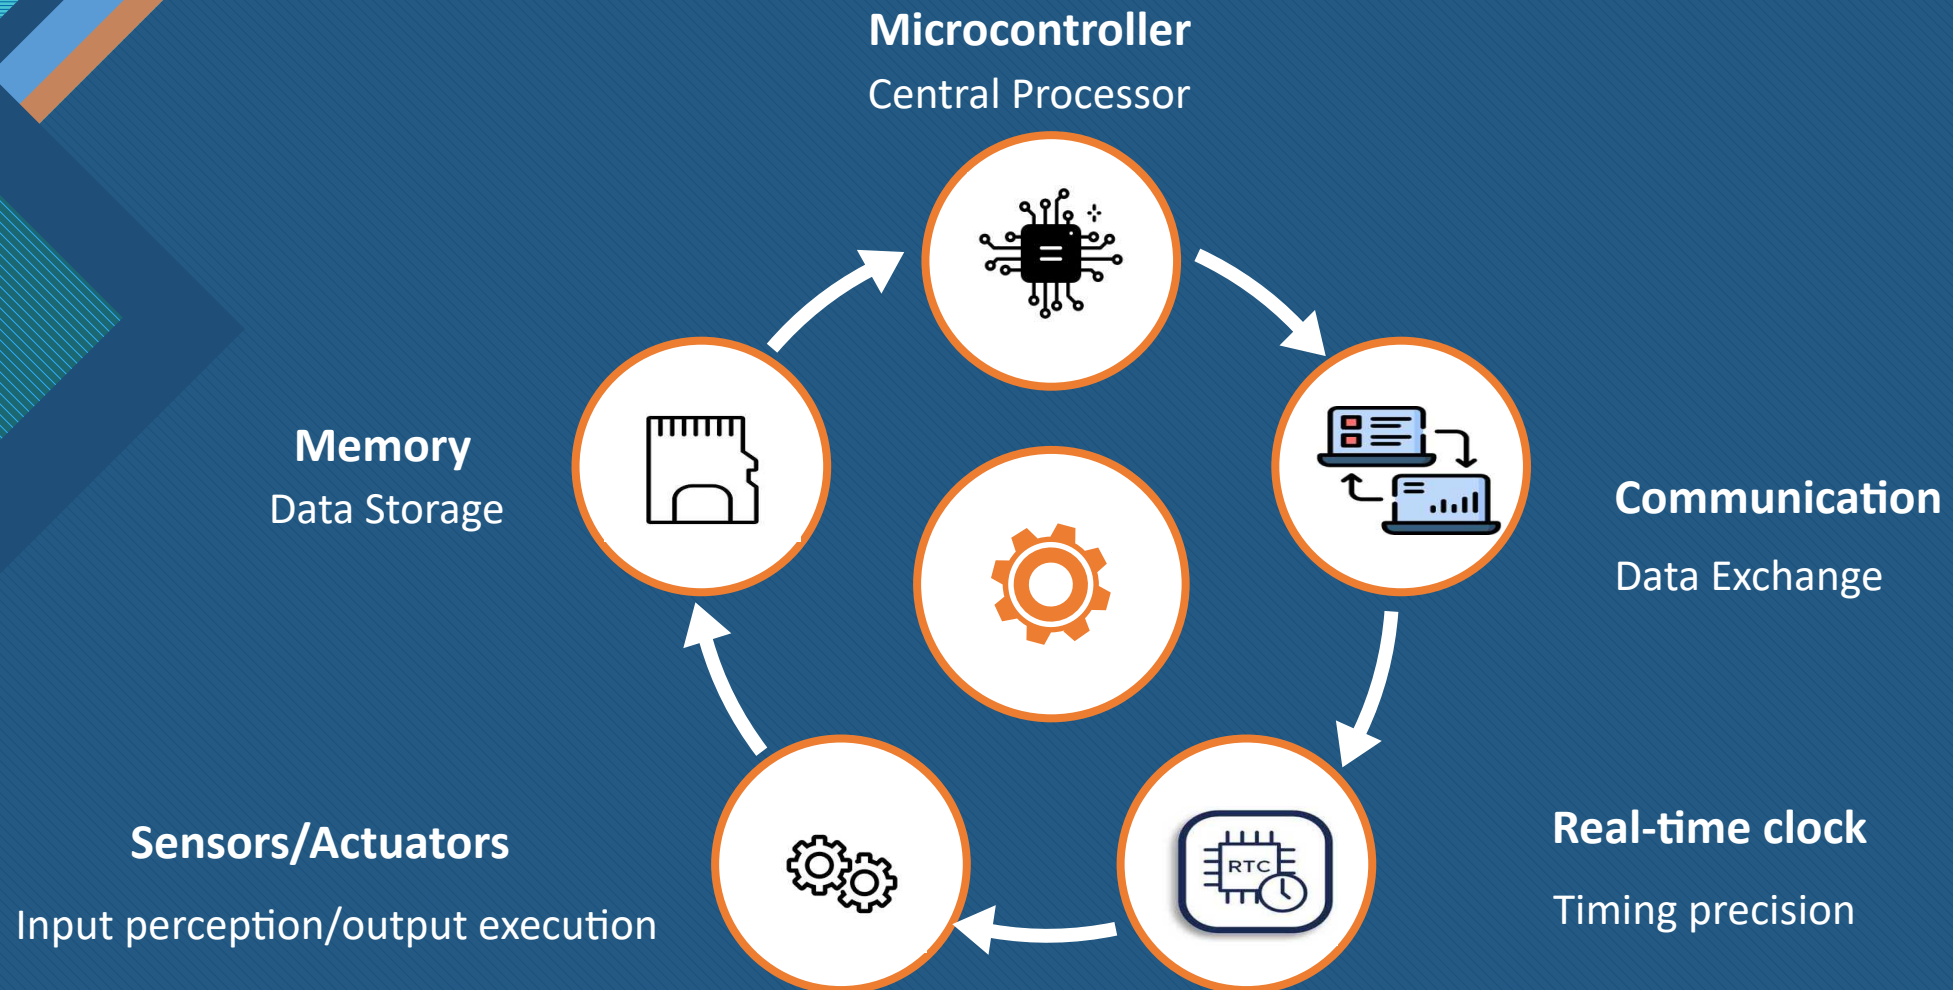 Microcontroller
Central Processor
Memory
Data Storage
Communication
Data Exchange
Sensors/Actuators
Input perception/output execution
RTC
Real-time clock
Timing precision